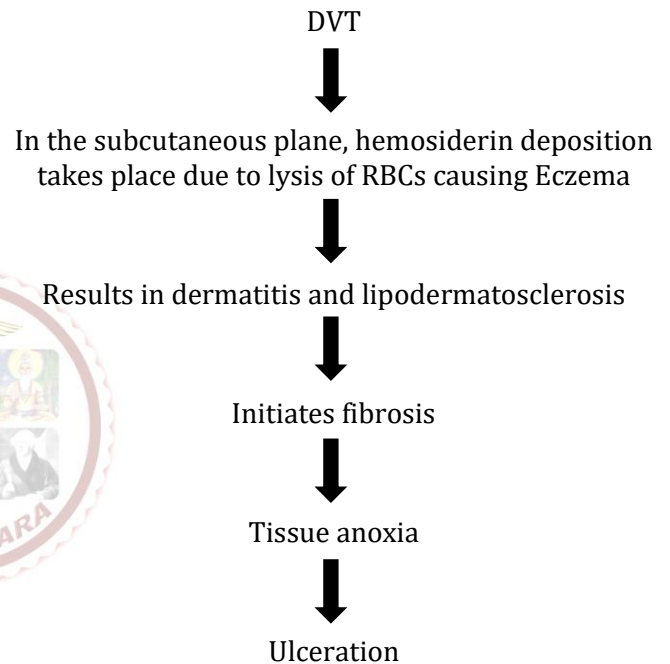 DVT
In the subcutaneous plane, hemosiderin deposition
takes place due to lysis of RBCs causing Eczema
Results in dermatitis and lipodermatosclerosis
Initiates fibrosis
Tissue anoxia
Ulceration
ARA